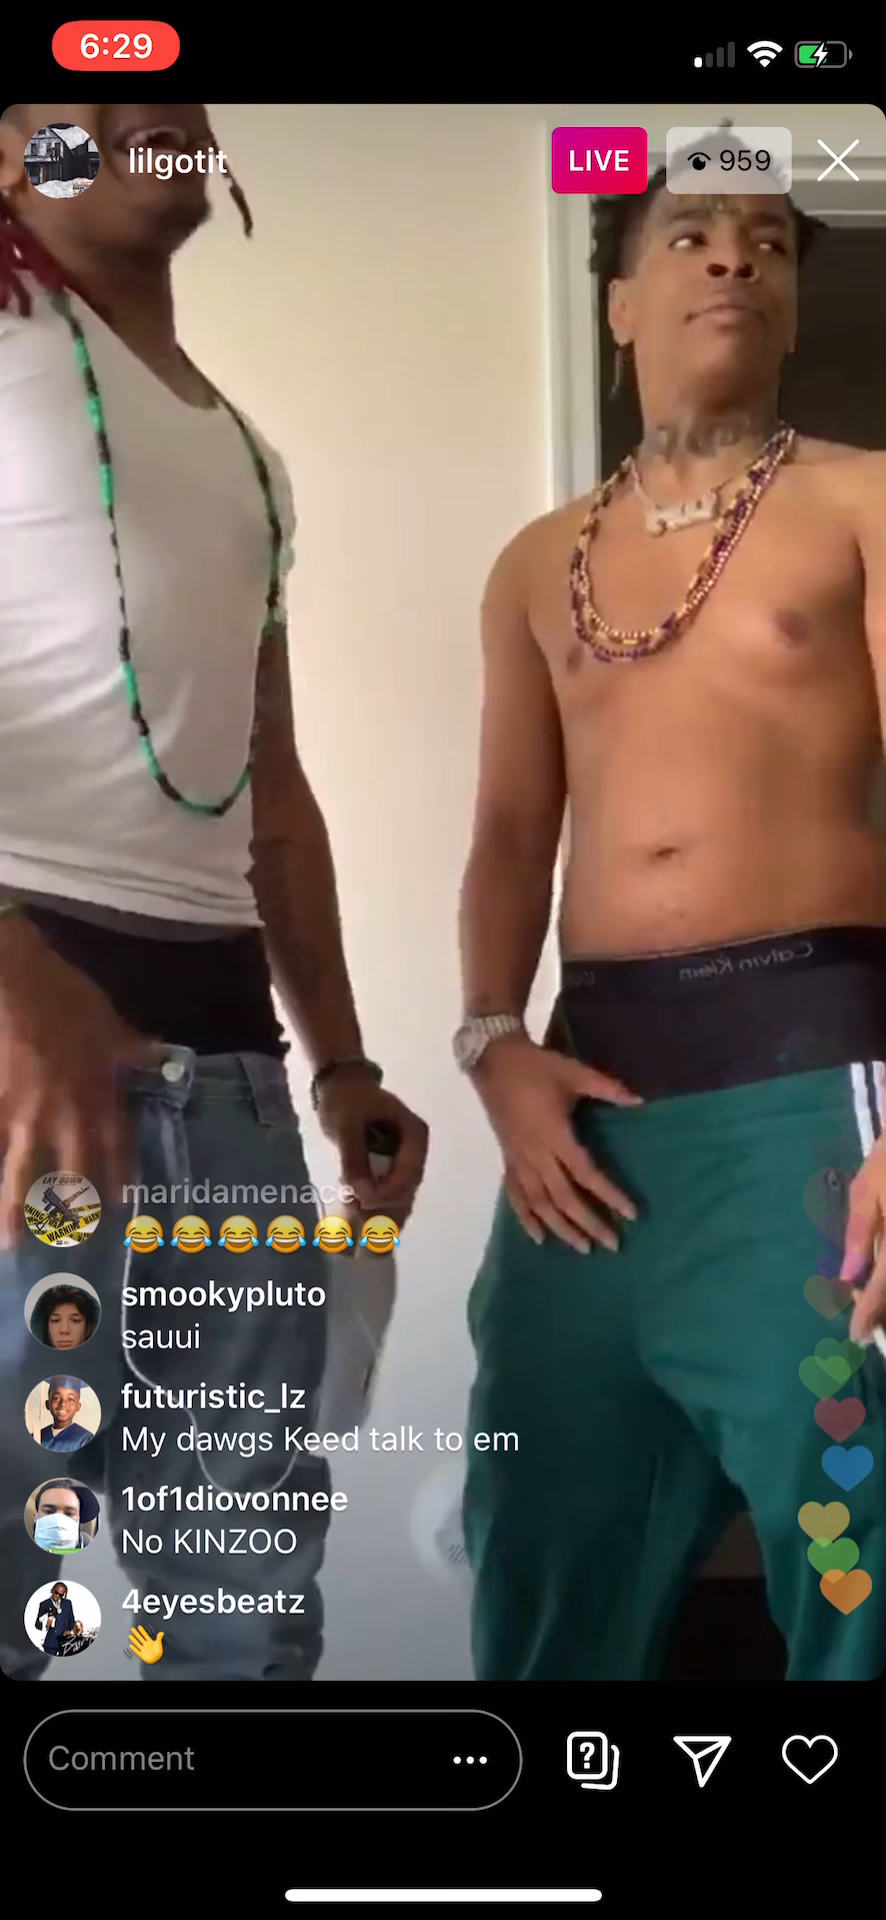 6:29
lilgotit
LIVE
959
Calvin Klein
maridamenace
😂😂😂😂😂😂
smookypluto
sauui
futuristic_lz
My dawgs Keed talk to em
1of1diovonnee
No KINZOO
4eyesbeatz
👋
Comment